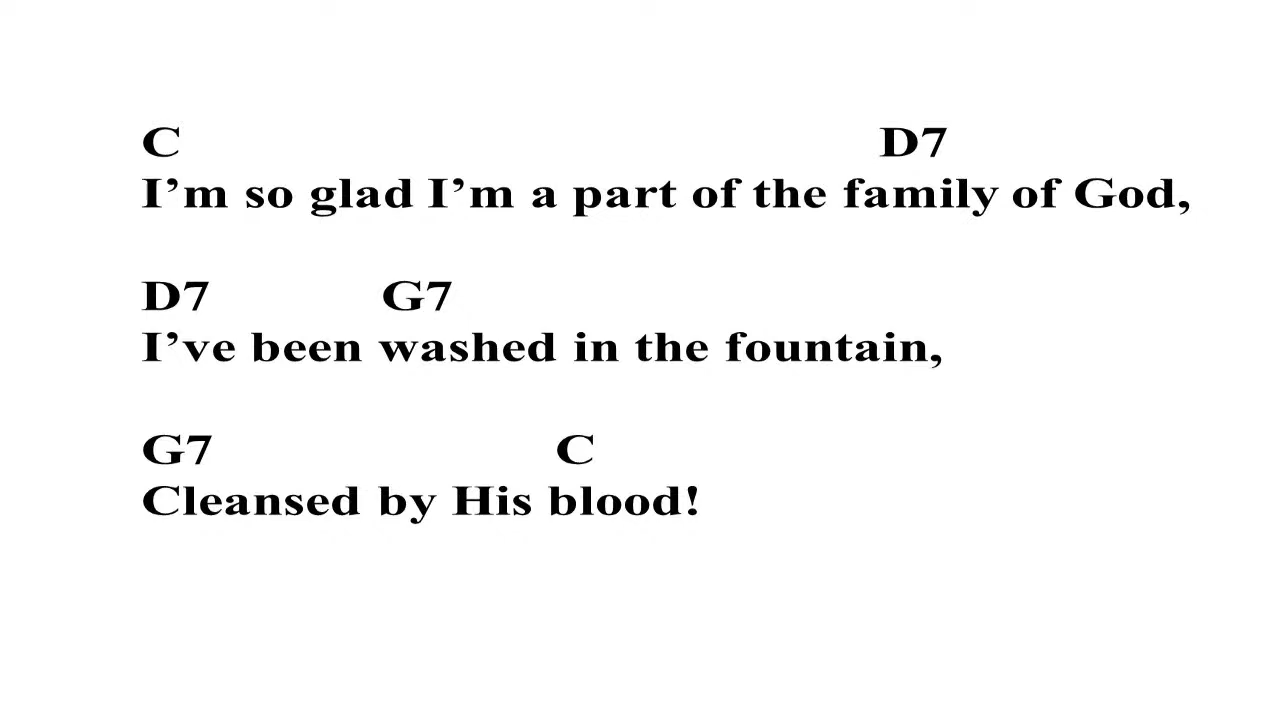 C D7
I’m so glad I’m a part of the family of God,
D7 G7
I’ve been washed in the fountain,
G7 C
Cleansed by His blood!